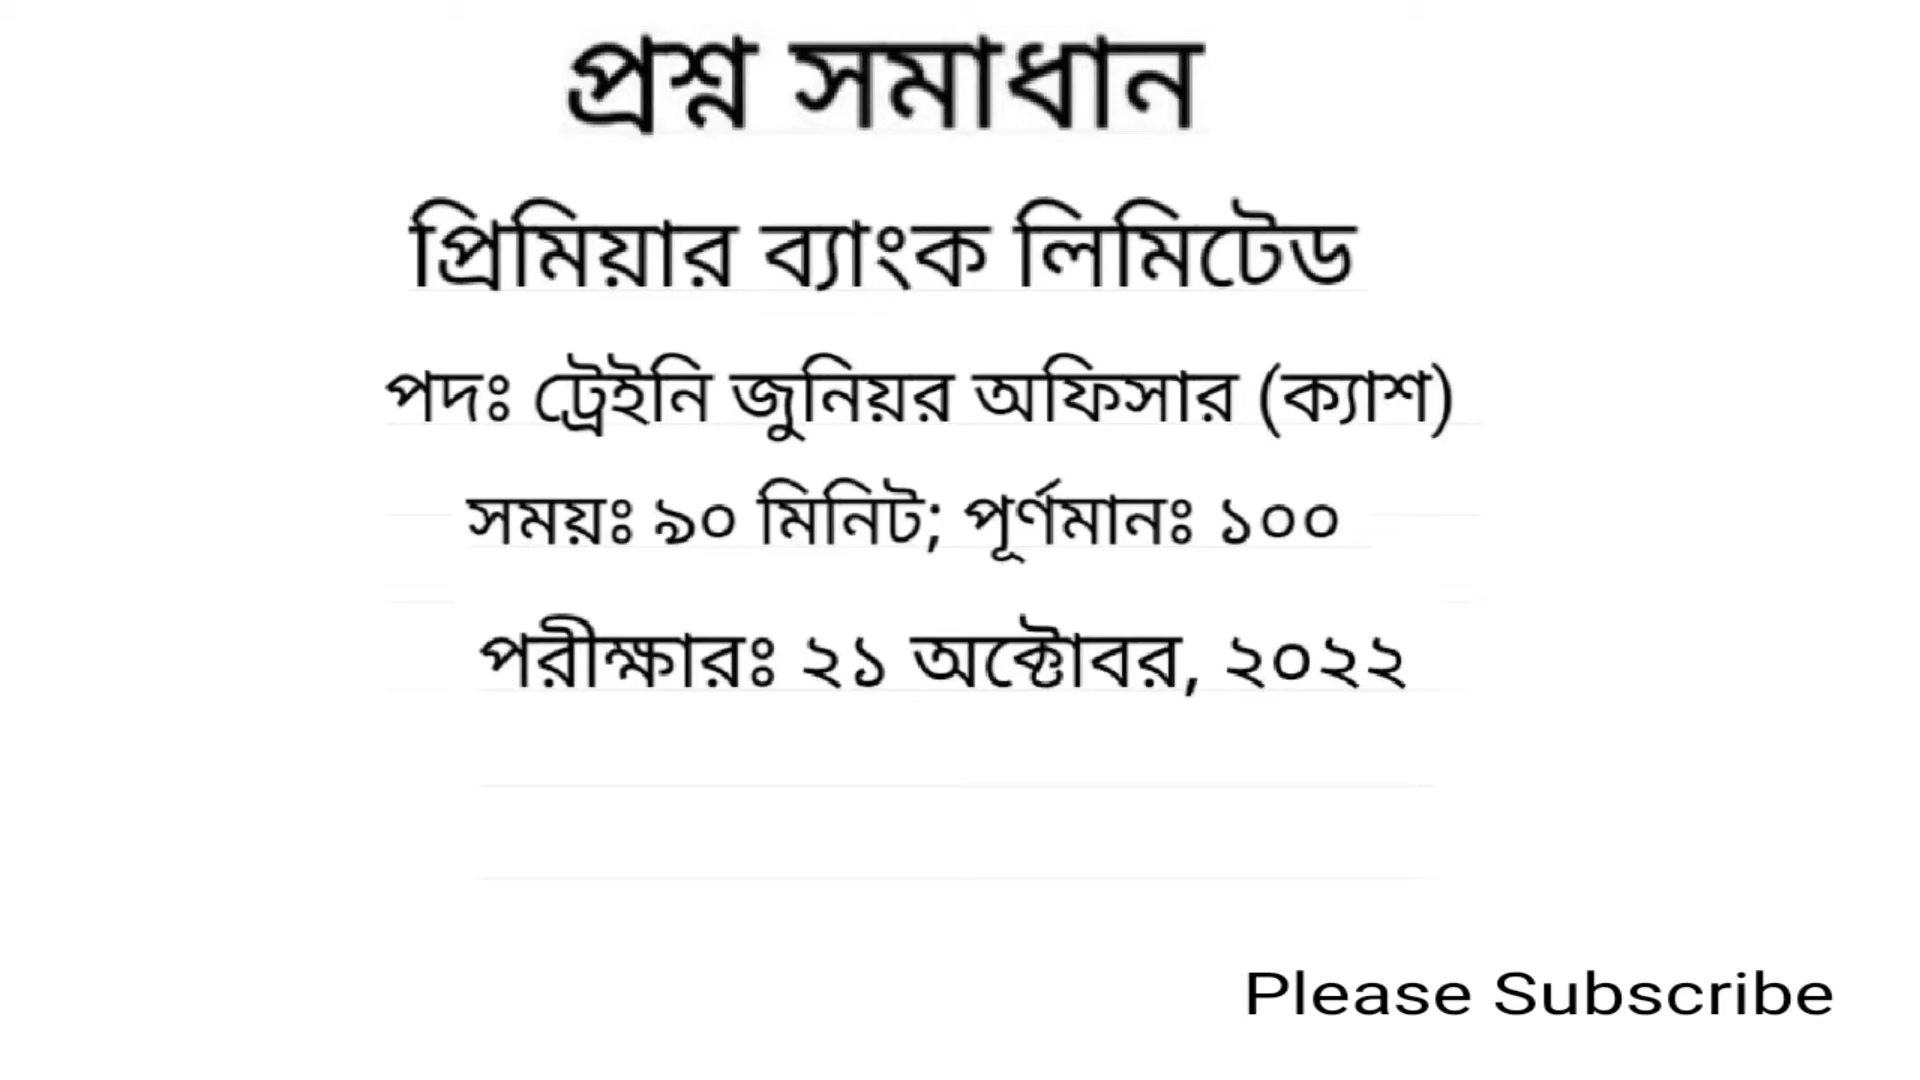 প্রশ্ন সমাধান
প্রিমিয়ার ব্যাংক লিমিটেড
পদঃ ট্রেইনি জুনিয়র অফিসার (ক্যাশ)
সময়ঃ ৯০ মিনিট; পূর্ণমানঃ ১০০
পরীক্ষারঃ ২১ অক্টোবর, ২০২২
Please Subscribe